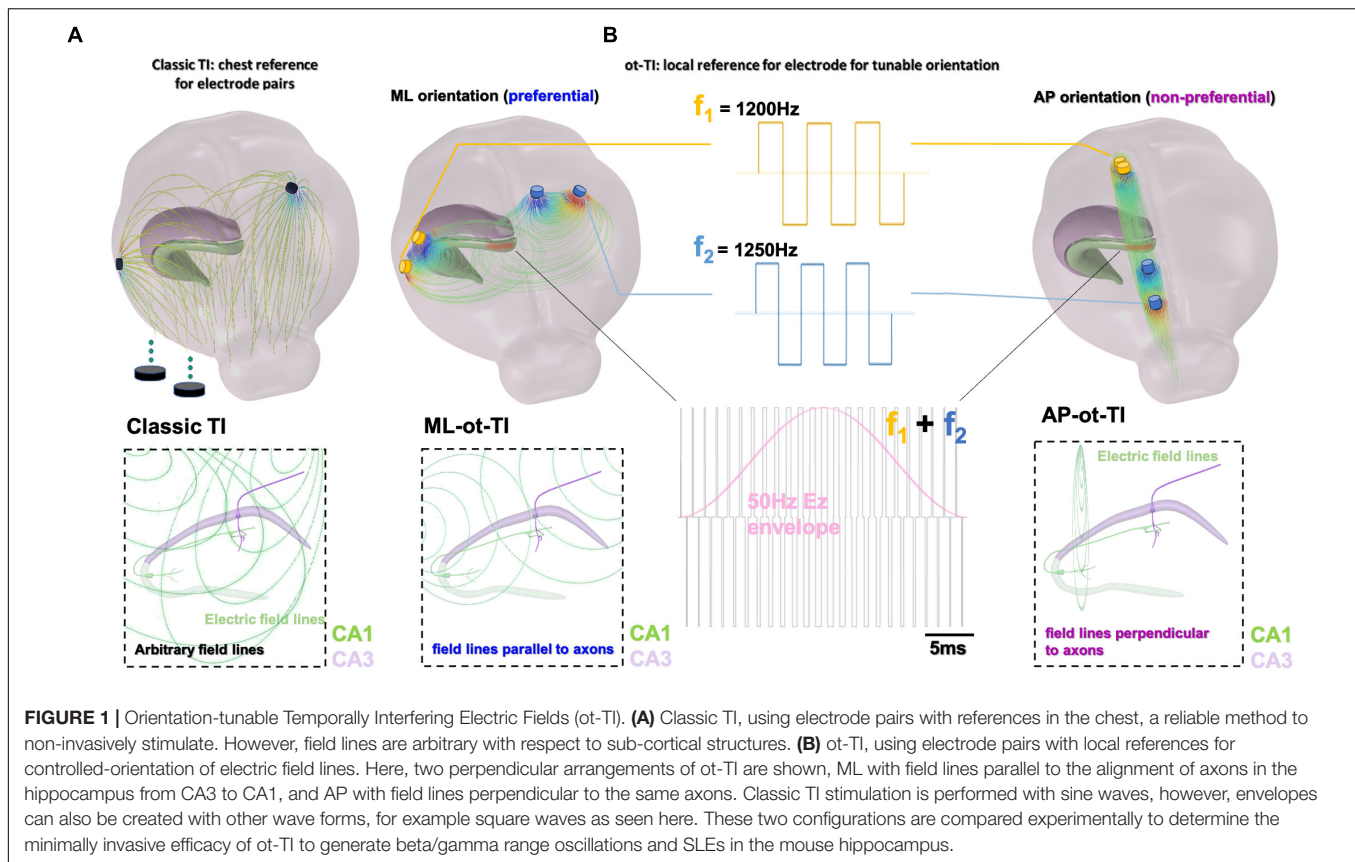 A
B
Classic TI: chest reference
for electrode pairs
ot-TI: local reference for electrode for tunable orientation
ML orientation (preferential)
f1 = 1200Hz
AP orientation (non-preferential)
f2 = 1250Hz
Classic TI
ML-ot-TI
f1 + f2
AP-ot-TI
50Hz Ez
envelope
Electric field lines
Electric field lines
Arbitrary field lines
CA1
CA3
field lines parallel to axons
CA1
CA3
5ms
field lines perpendicular
to axons
CA1
CA3
FIGURE 1 | Orientation-tunable Temporally Interfering Electric Fields (ot-TI). (A) Classic TI, using electrode pairs with references in the chest, a reliable method to
non-invasively stimulate. However, field lines are arbitrary with respect to sub-cortical structures. (B) ot-TI, using electrode pairs with local references for
controlled-orientation of electric field lines. Here, two perpendicular arrangements of ot-TI are shown, ML with field lines parallel to the alignment of axons in the
hippocampus from CA3 to CA1, and AP with field lines perpendicular to the same axons. Classic TI stimulation is performed with sine waves, however, envelopes
can also be created with other wave forms, for example square waves as seen here. These two configurations are compared experimentally to determine the
minimally invasive efficacy of ot-TI to generate beta/gamma range oscillations and SLEs in the mouse hippocampus.